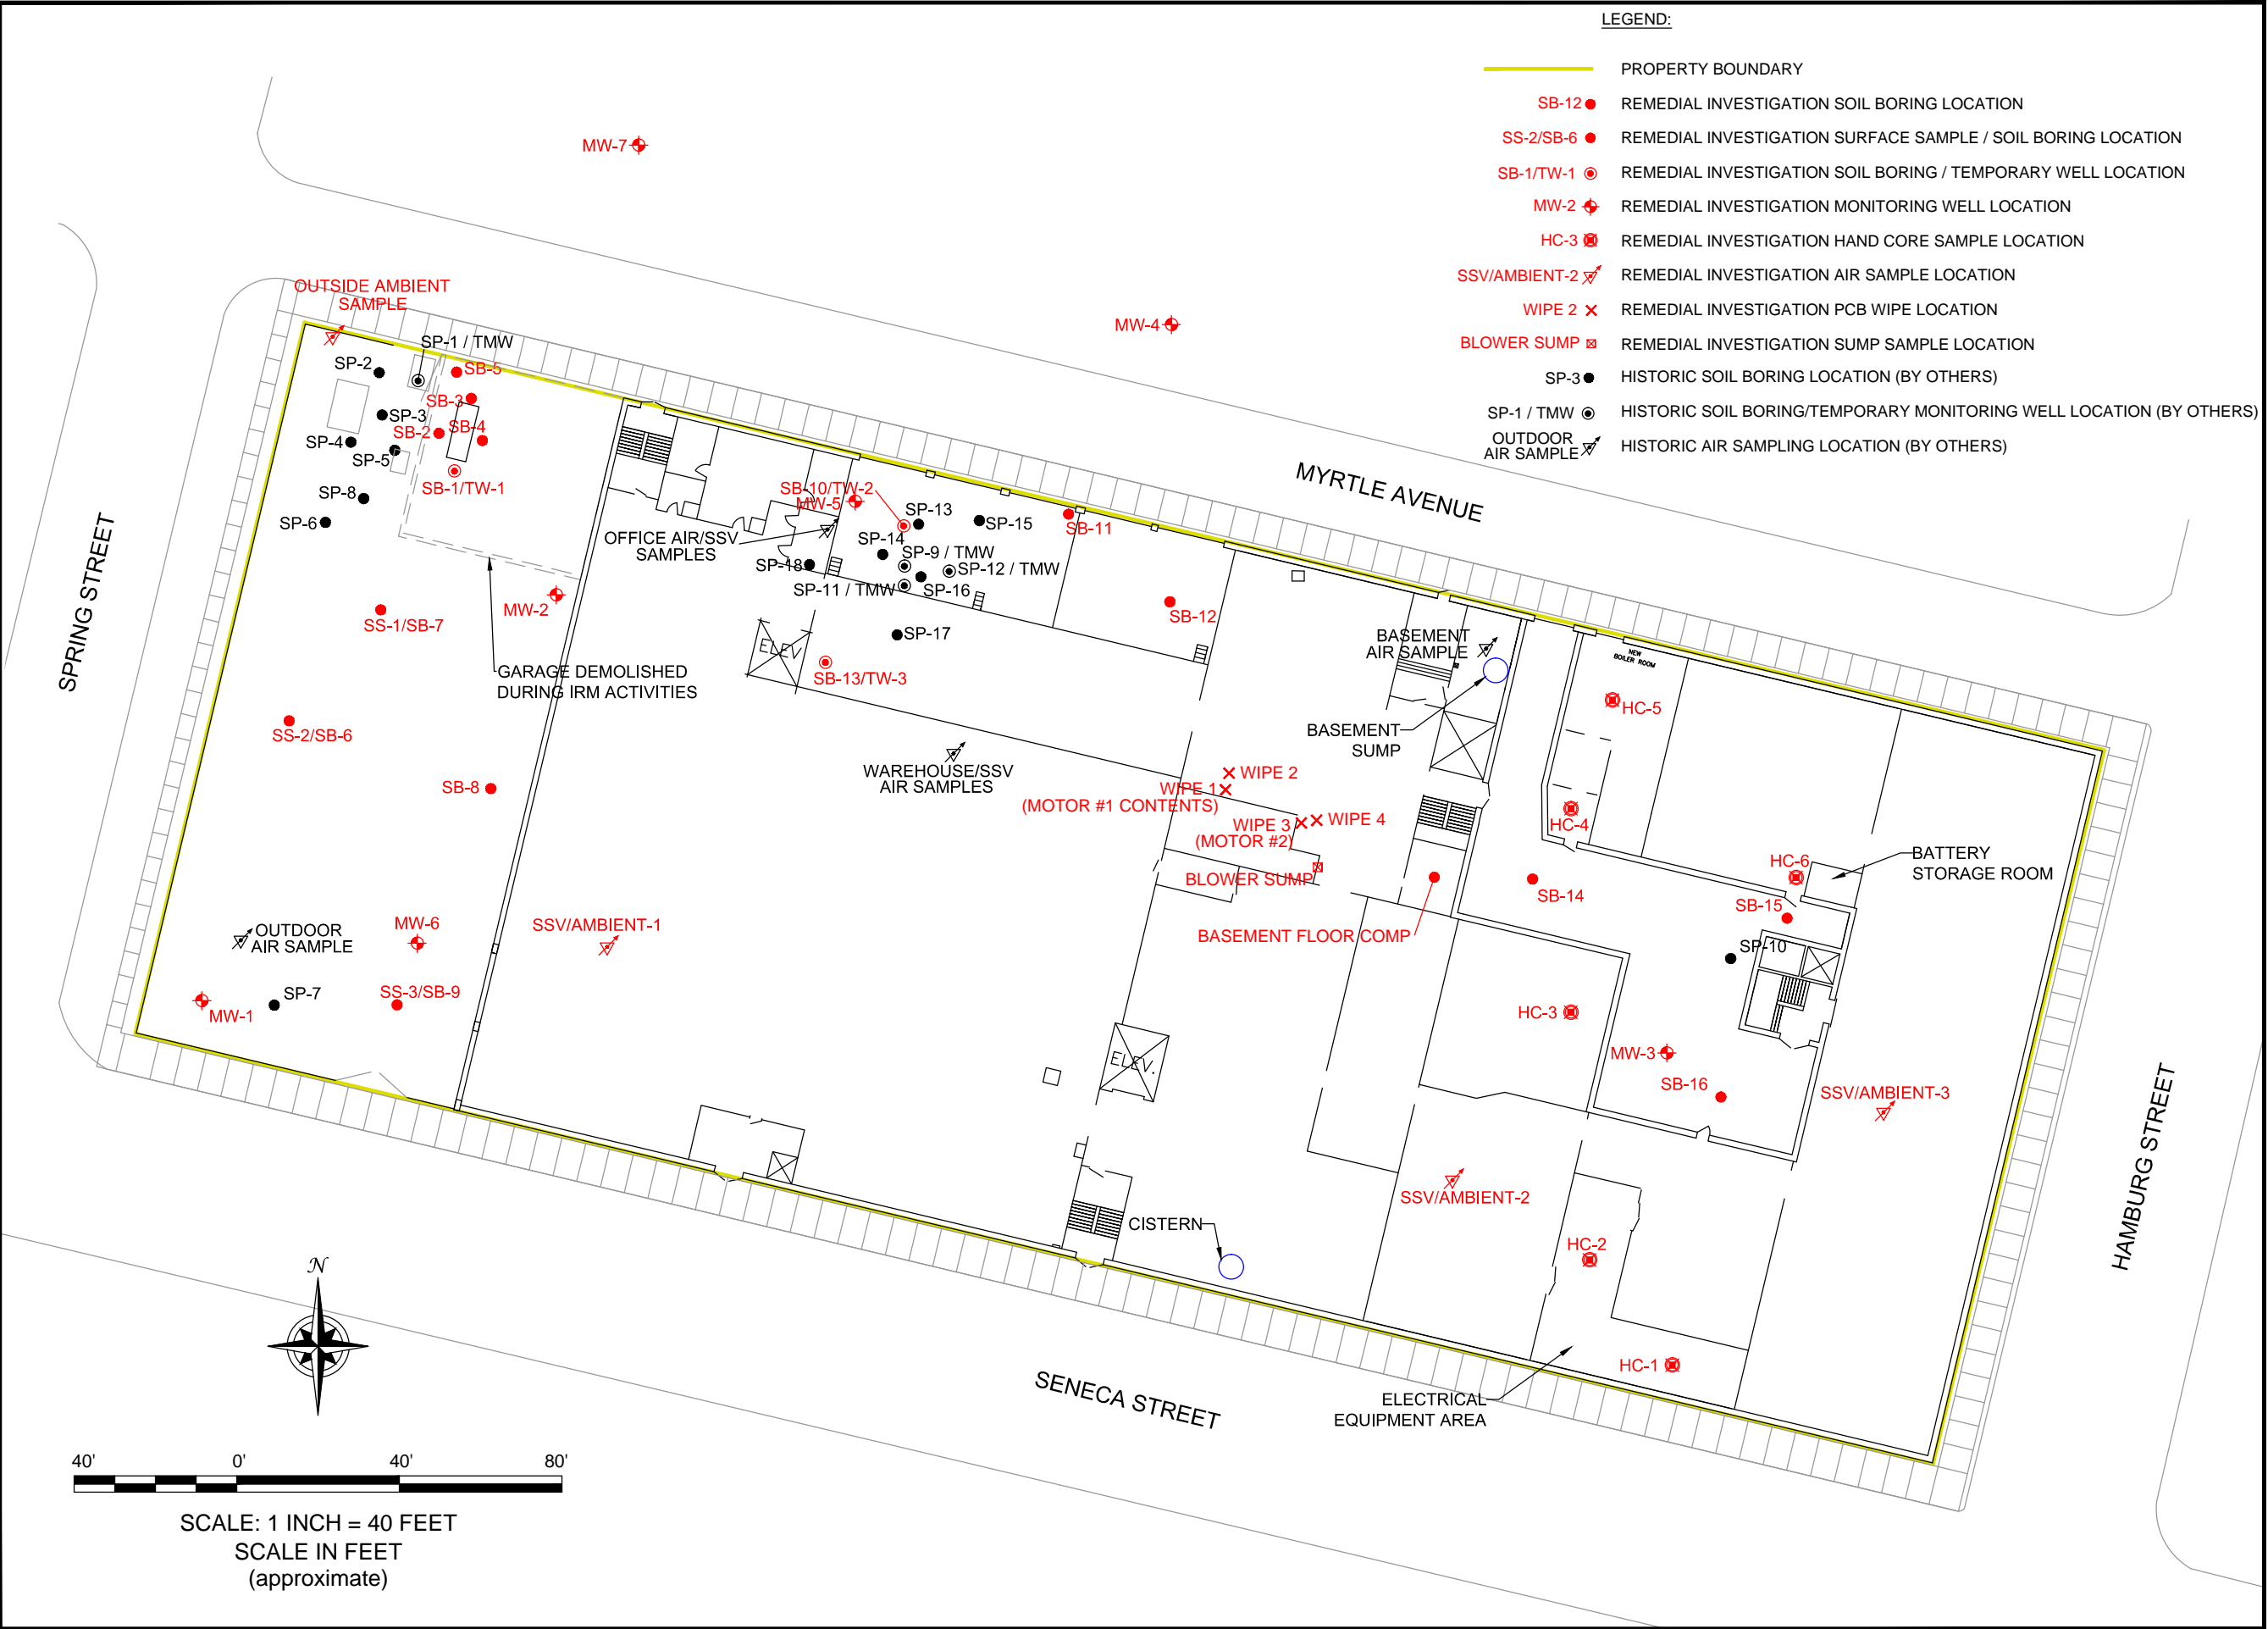 LEGEND:
PROPERTY BOUNDARY
SB-12 REMEDIAL INVESTIGATION SOIL BORING LOCATION
SS-2/SB-6 REMEDIAL INVESTIGATION SURFACE SAMPLE / SOIL BORING LOCATION
SB-1/TW-1 REMEDIAL INVESTIGATION SOIL BORING / TEMPORARY WELL LOCATION
MW-2 REMEDIAL INVESTIGATION MONITORING WELL LOCATION
HC-3 REMEDIAL INVESTIGATION HAND CORE SAMPLE LOCATION
SSV/AMBIENT-2 REMEDIAL INVESTIGATION AIR SAMPLE LOCATION
WIPE 2 REMEDIAL INVESTIGATION PCB WIPE LOCATION
BLOWER SUMP REMEDIAL INVESTIGATION SUMP SAMPLE LOCATION
SP-3 HISTORIC SOIL BORING LOCATION (BY OTHERS)
SP-1 / TMW HISTORIC SOIL BORING/TEMPORARY MONITORING WELL LOCATION (BY OTHERS)
OUTDOOR
AIR SAMPLE HISTORIC AIR SAMPLING LOCATION (BY OTHERS)
MW-7
MW-4
MYRTLE AVENUE
OUTSIDE AMBIENT
SAMPLE
SP-1 / TMW
SP-2
SB-5
SB-3
SP-3
SB-2
SB-4
SP-4
SP-5
SB-1/TW-1
SP-8
SP-6
SPRING STREET
SS-1/SB-7
MW-2
GARAGE DEMOLISHED
DURING IRM ACTIVITIES
SS-2/SB-6
SB-8
OUTDOOR
AIR SAMPLE
MW-6
MW-1
SP-7
SS-3/SB-9
SSV/AMBIENT-1
SB-10/TW-2
MW-5
OFFICE AIR/SSV
SAMPLES
SP-13
SP-15
SP-14
SP-9 / TMW
SP-12 / TMW
SP-18
SP-11 / TMW
SP-16
SP-17
SB-11
SB-12
ELEV
SB-13/TW-3
WAREHOUSE/SSV
AIR SAMPLES
BASEMENT
AIR SAMPLE
BASEMENT
SUMP
NEW
BOILER ROOM
HC-5
HC-4
WIPE 2
WIPE 1
(MOTOR #1 CONTENTS)
WIPE 3
(MOTOR #2)
WIPE 4
BLOWER SUMP
BASEMENT FLOOR COMP
SB-14
HC-6
BATTERY
STORAGE ROOM
SB-15
SP-10
HC-3
MW-3
SB-16
SSV/AMBIENT-3
ELEV.
SSV/AMBIENT-2
CISTERN
HC-2
HC-1
ELECTRICAL
EQUIPMENT AREA
HAMBURG STREET
SENECA STREET
N
40' 0' 40' 80'
SCALE: 1 INCH = 40 FEET
SCALE IN FEET
(approximate)